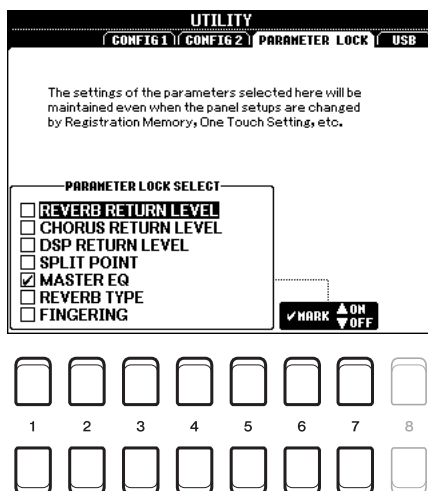 UTILITY
CONFIG 1 CONFIG 2 PARAMETER LOCK USB
The settings of the parameters selected here will be
maintained even when the panel setups are changed
by Registration Memory, One Touch Setting, etc.
PARAMETER LOCK SELECT
REVERB RETURN LEVEL
CHORUS RETURN LEVEL
DSP RETURN LEVEL
SPLIT POINT
MASTER EQ
REVERB TYPE
FINGERING
✓MARK ▲ON
▼OFF
1 2 3 4 5 6 7 8